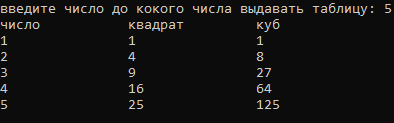 введите число до кокого числа выдавать таблицу: 5
число квадрат куб
1 1 1
2 4 8
3 9 27
4 16 64
5 25 125